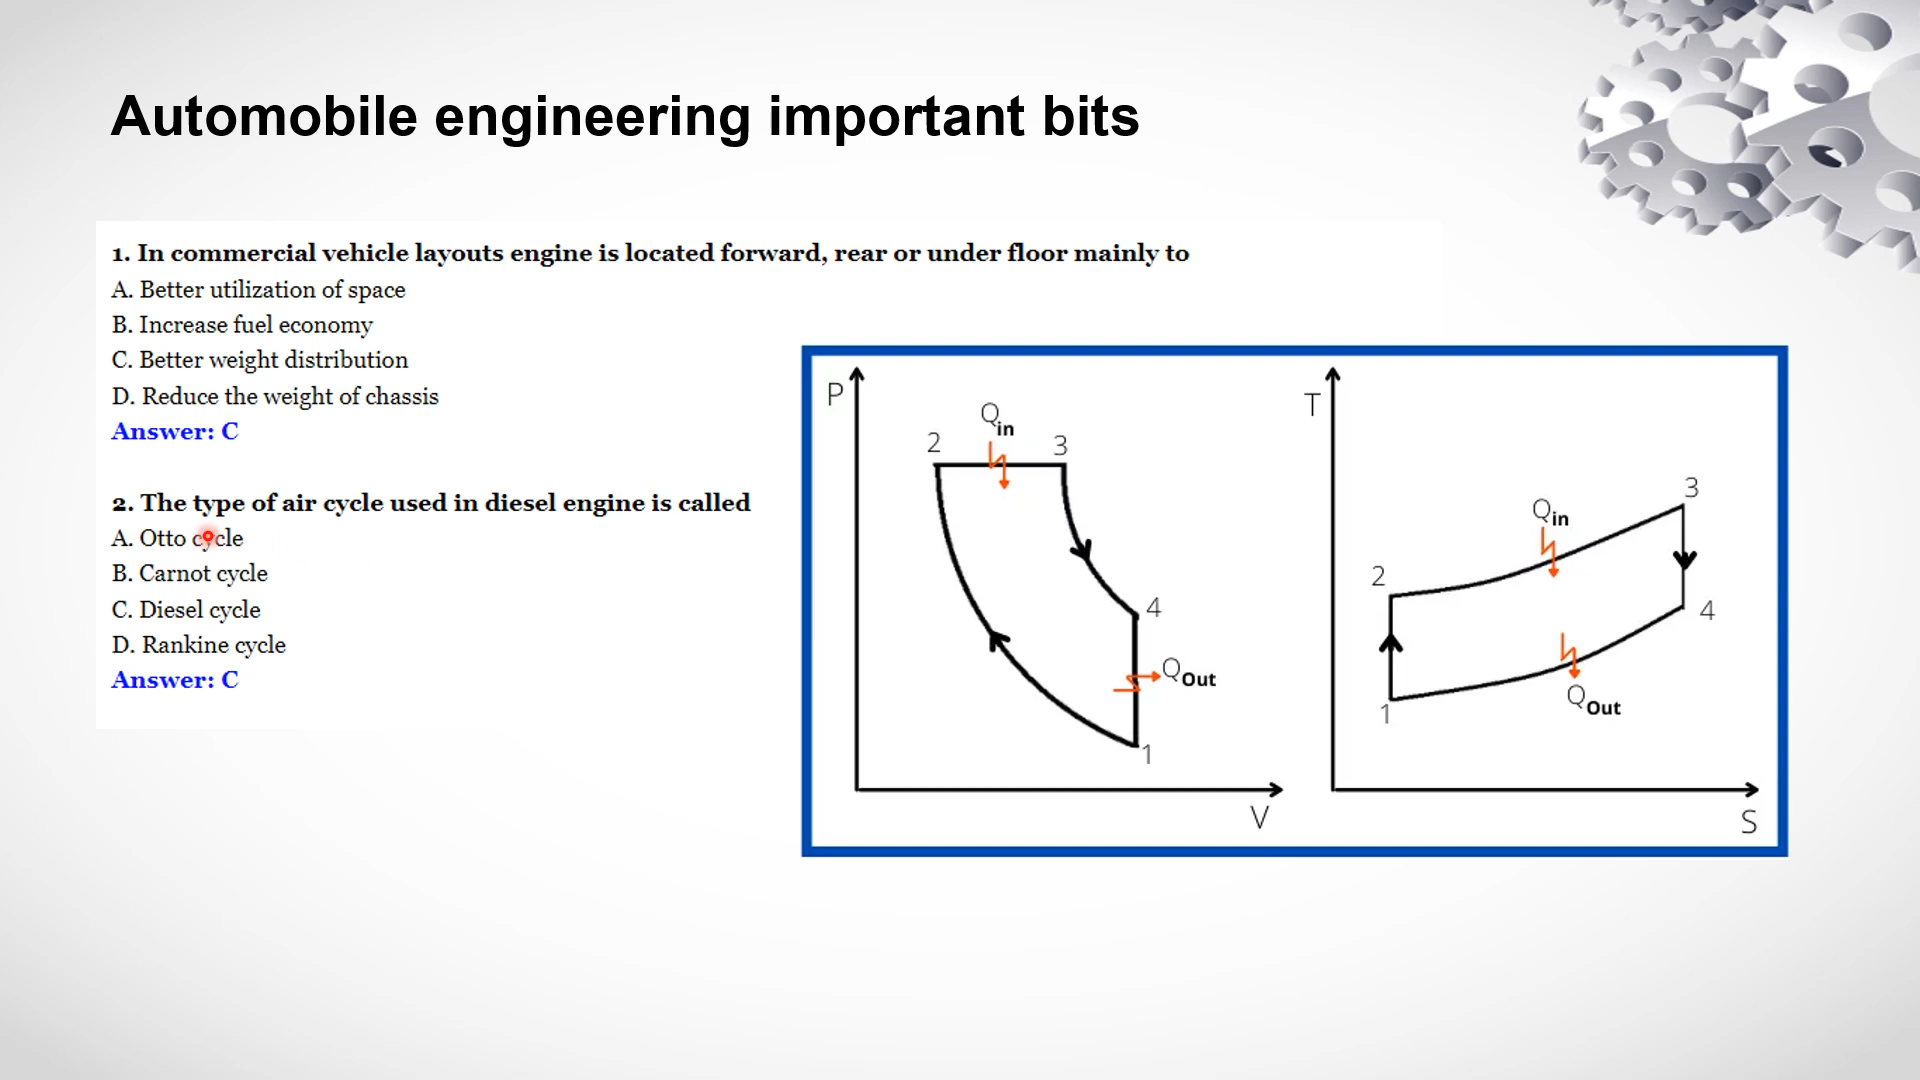 Automobile engineering important bits
1. In commercial vehicle layouts engine is located forward, rear or under floor mainly to
A. Better utilization of space
B. Increase fuel economy
C. Better weight distribution
D. Reduce the weight of chassis
Answer: C
2. The type of air cycle used in diesel engine is called
A. Otto cycle
B. Carnot cycle
C. Diesel cycle
D. Rankine cycle
Answer: C
P
Qin
2
3
4
QOut
1
V
T
3
Qin
2
4
QOut
1
S